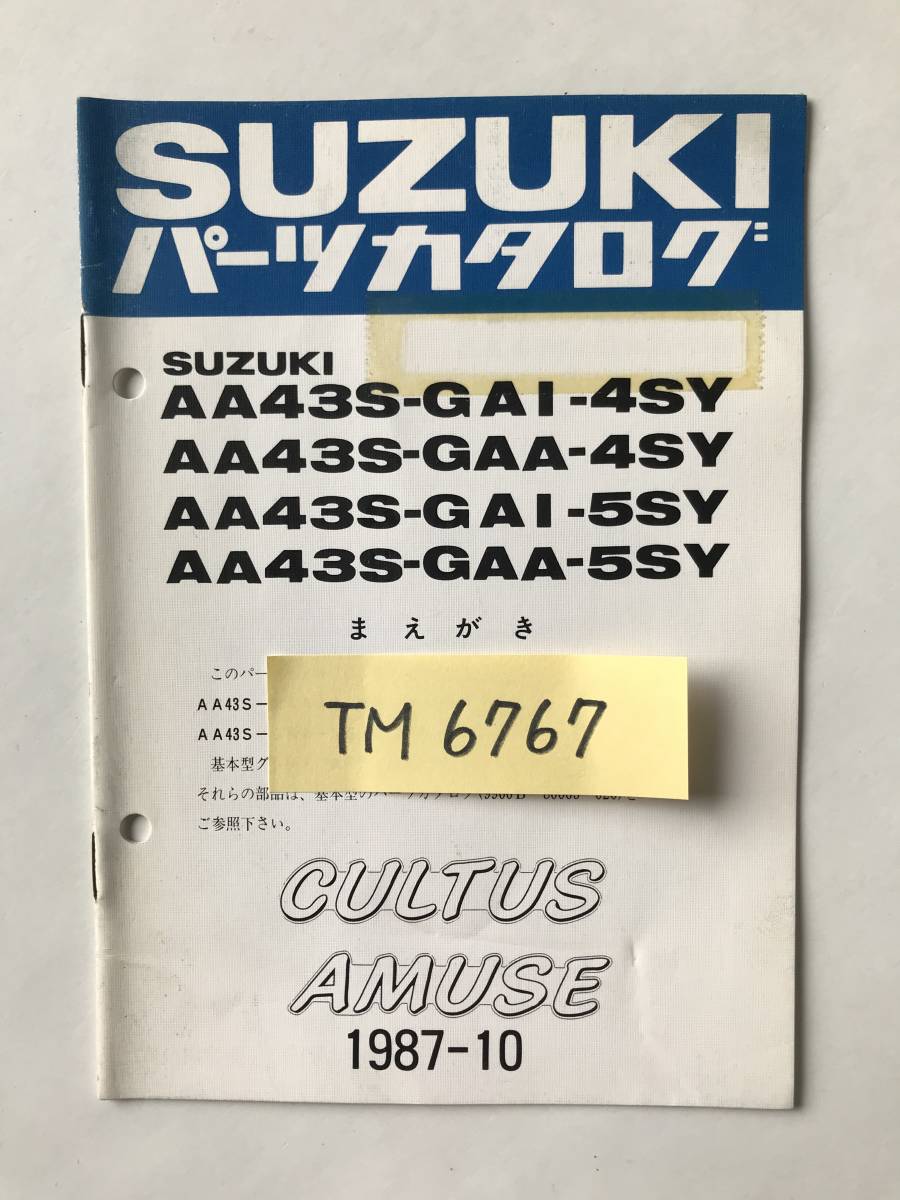 SUZUKI
パーツカタログ
SUZUKI
AA43S-GAI-4SY
AA43S-GAA-4SY
AA43S-GAI-5SY
AA43S-GAA-5SY
まえがき
このパー
AA43S-
AA43S-
TM 6767
基本型グ
それらの部品は、基本型のパーツカタログ
ご参照下さい。
CULTUS
AMUSE
1987-10